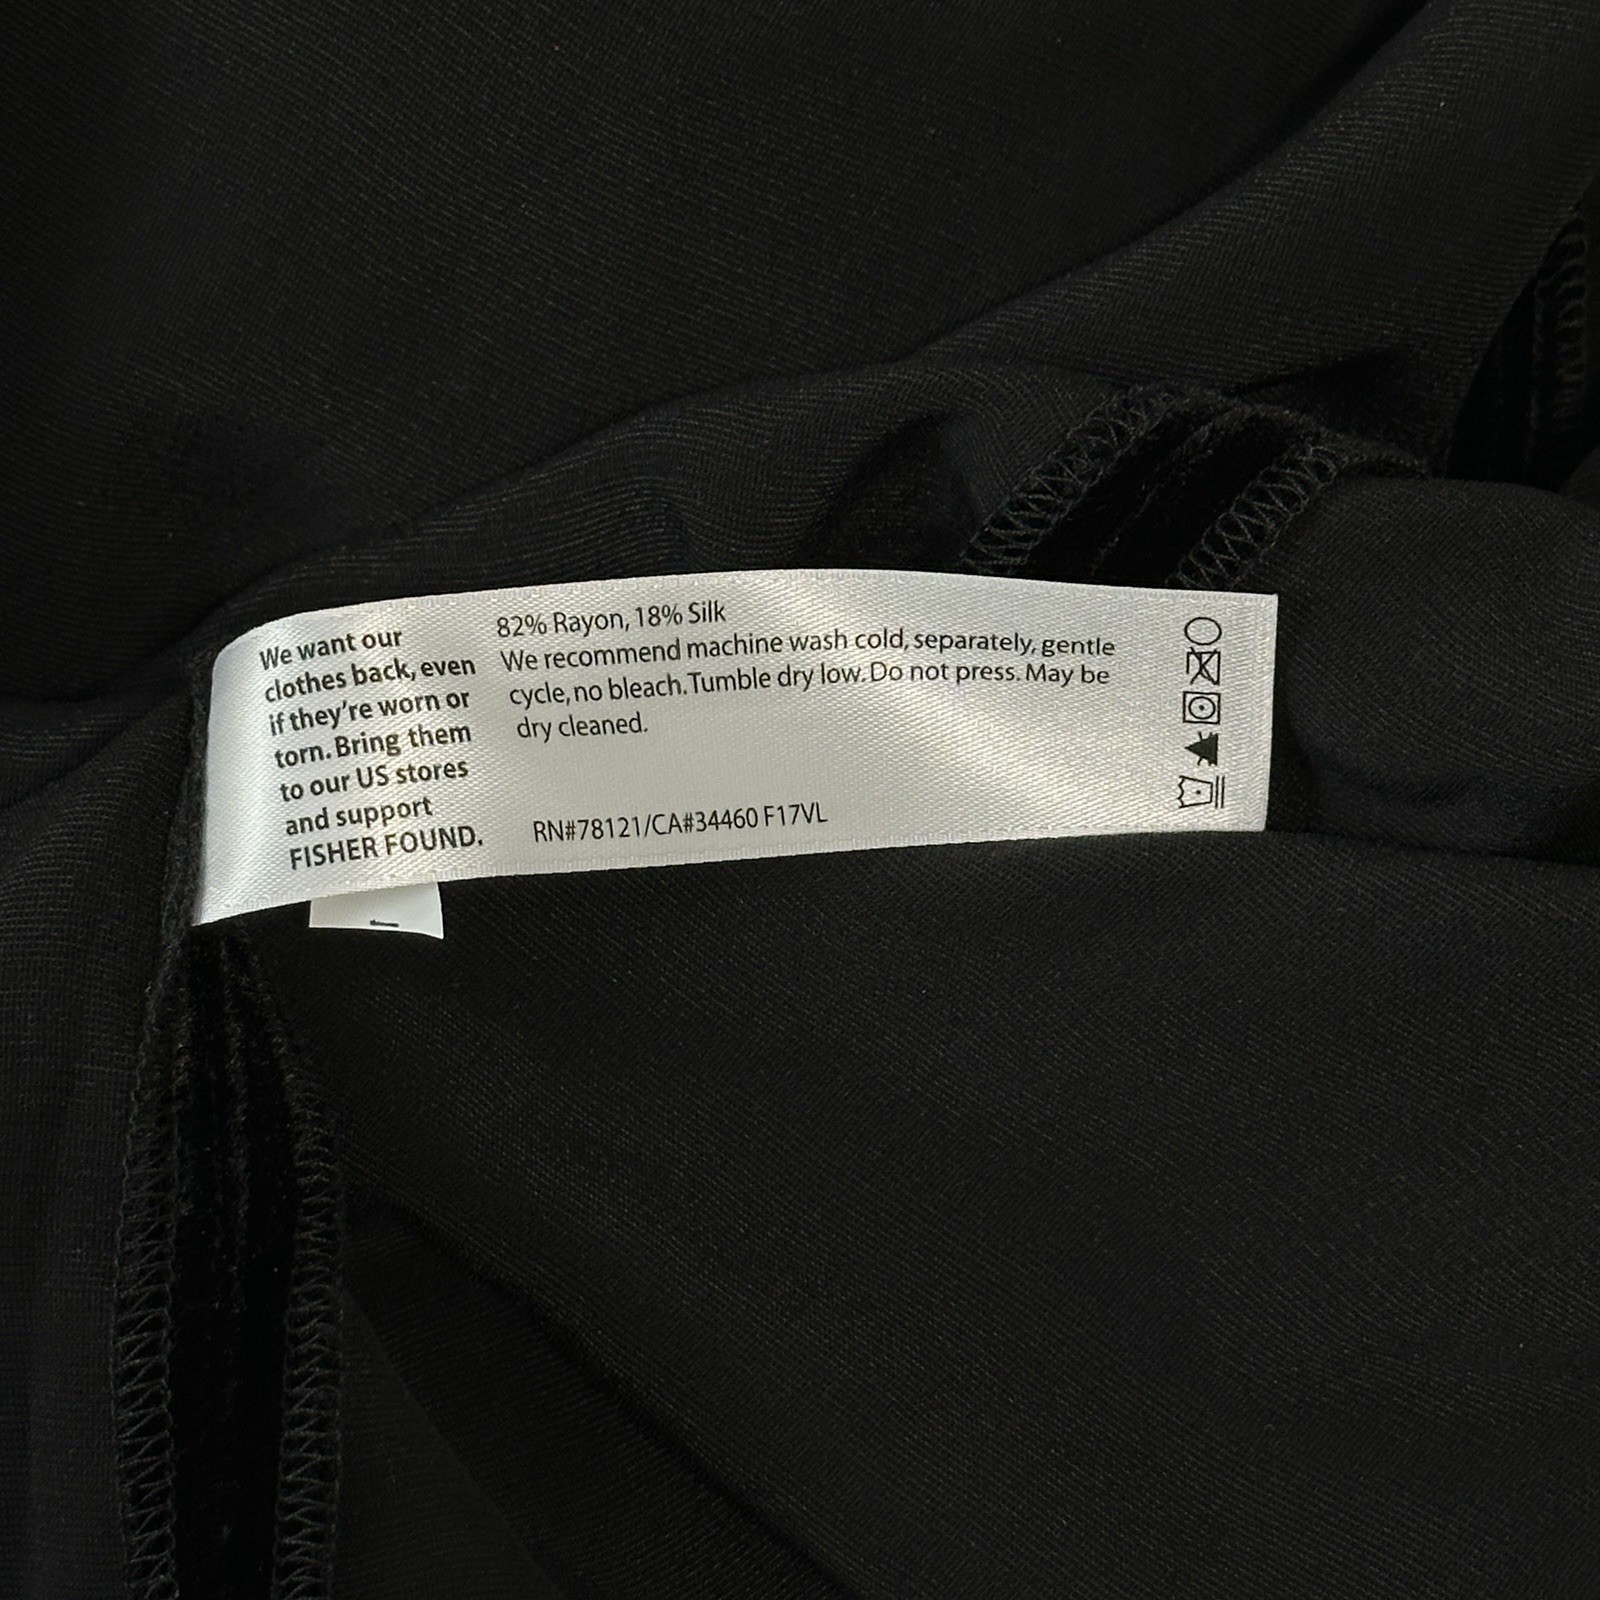 We want our
clothes back, even
if they're worn or
torn. Bring them
to our US stores
and support
FISHER FOUND.
82% Rayon, 18% Silk
We recommend machine wash cold, separately, gentle
cycle, no bleach. Tumble dry low. Do not press. May be
dry cleaned.
RN#78121/CA#34460 F17VL